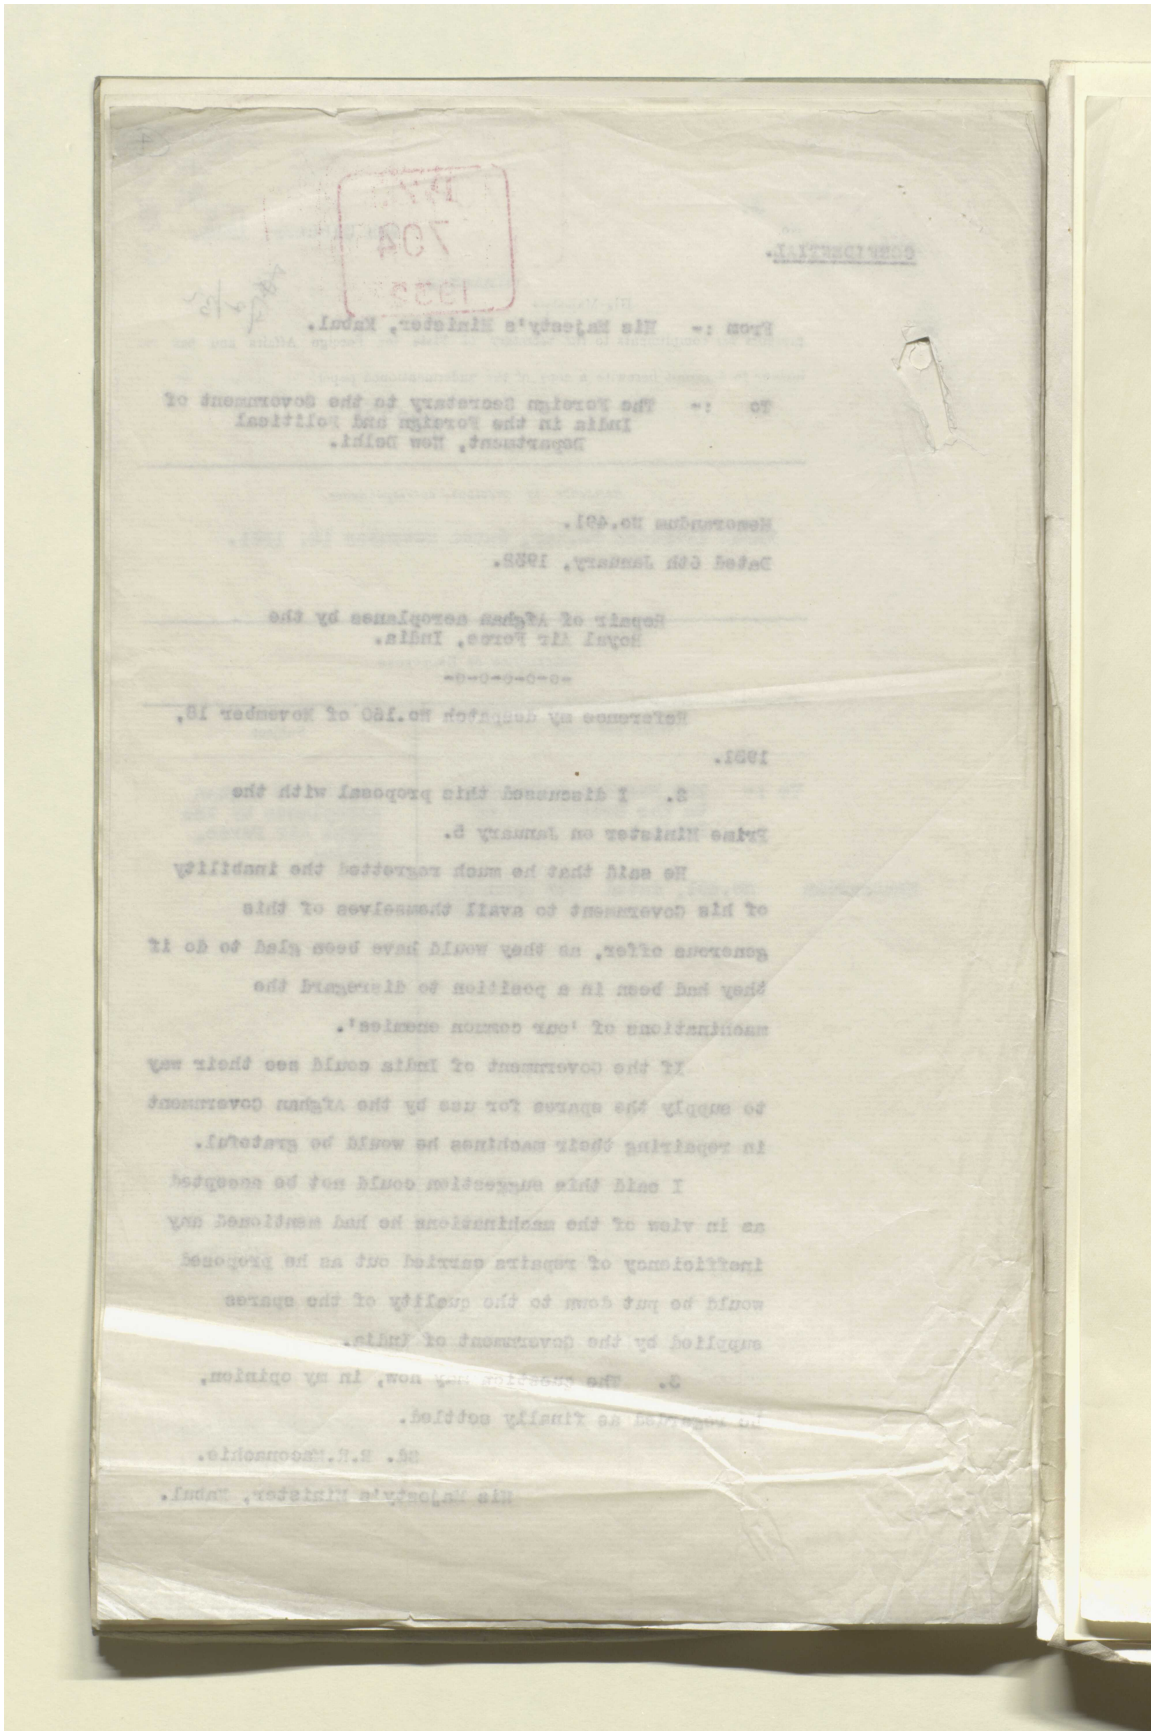 P.Z.
704
1932
CONFIDENTIAL.
From :- His Majesty's Minister, Kabul.
To :- The Foreign Secretary to the Government of
India in the Foreign and Political
Department, New Delhi.
Memorandum No.491.
Dated 6th January, 1932.
Repair of Afghan aeroplanes by the
Royal Air Force, India.
-o-o-o-o-o-
Reference my despatch No.160 of November 18,
1931.
2. I discussed this proposal with the
Prime Minister on January 5.
He said that he much regretted the inability
of his Government to avail themselves of this
generous offer, as they would have been glad to do if
they had been in a position to disregard the
machinations of 'our common enemies'.
If the Government of India could see their way
to supply the spares for use by the Afghan Government
in repairing their machines he would be grateful.
I said this suggestion could not be accepted
as in view of the machinations he had mentioned any
inefficiency of repairs carried out as he proposed
would be put down to the quality of the spares
supplied by the Government of India.
3. The question may now, in my opinion,
be regarded as finally settled.
Sd. R.R.Maconachie.
His Majesty's Minister, Kabul.